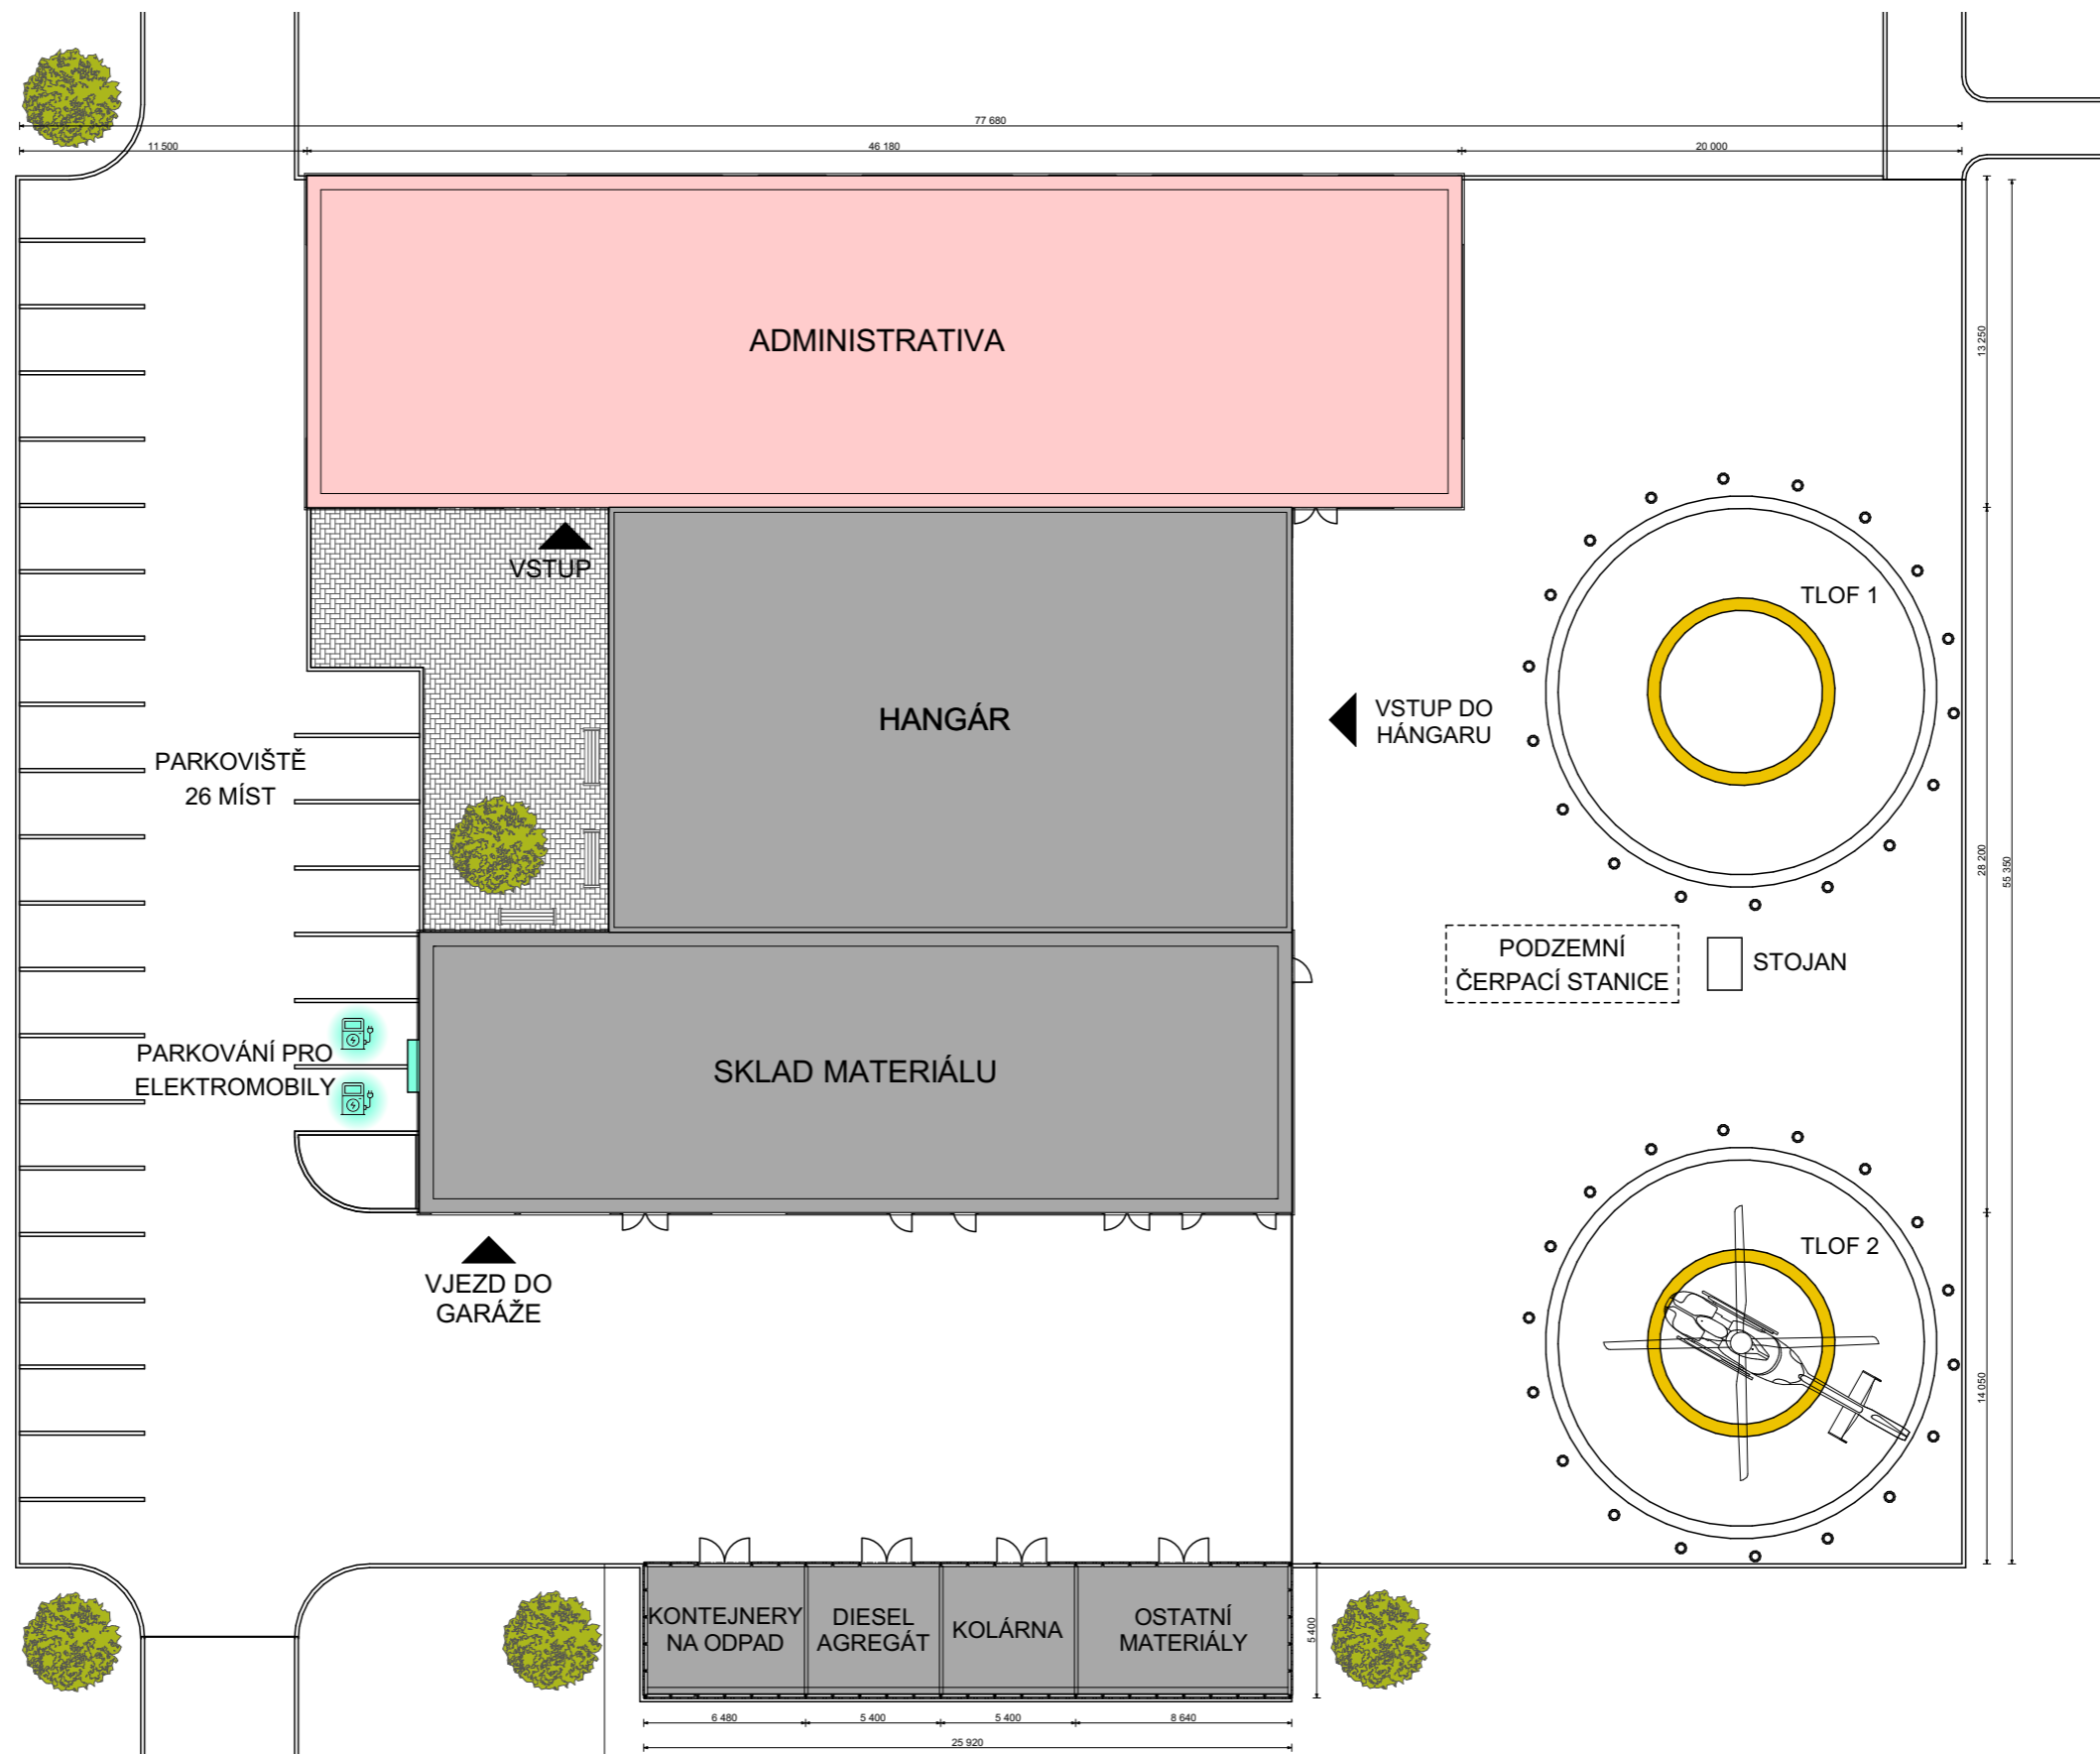 77 680
11 500
46 180
20 000
ADMINISTRATIVA
13 250
VSTUP
TLOF 1
HANGÁR
VSTUP DO
HÁNGARU
PARKOVIŠTĚ
26 MÍST
28 200
55 350
PODZEMNÍ
ČERPACÍ STANICE
STOJAN
PARKOVÁNÍ PRO
ELEKTROMOBILY
SKLAD MATERIÁLU
TLOF 2
VJEZD DO
GARÁŽE
14 050
KONTEJNERY
NA ODPAD
DIESEL
AGREGÁT
KOLÁRNA
OSTATNÍ
MATERIÁLY
5 400
6 480
5 400
5 400
8 640
25 920